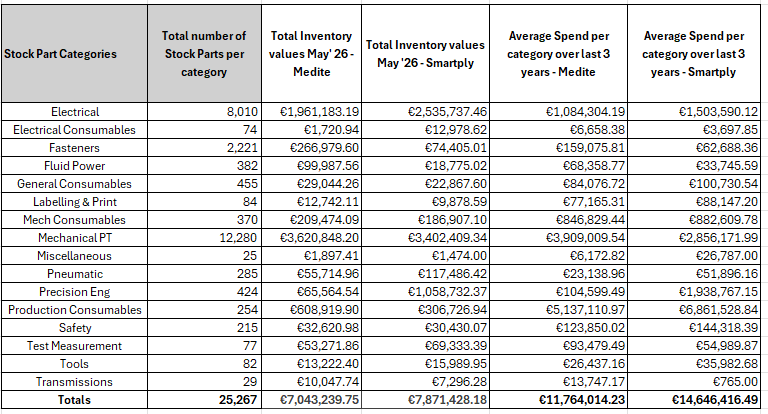 Stock Part Categories | Total number of Stock Parts per category | Total Inventory values May' 26 - Medite | Total Inventory values May '26 - Smartply | Average Spend per category over last 3 years - Medite | Average Spend per category over last 3 years - Smartply
Electrical | 8,010 | €1,961,183.19 | €2,535,737.46 | €1,084,304.19 | €1,503,590.12
Electrical Consumables | 74 | €1,720.94 | €12,978.62 | €6,658.38 | €3,697.85
Fasteners | 2,221 | €266,979.60 | €74,405.01 | €159,075.81 | €62,688.36
Fluid Power | 382 | €99,987.56 | €18,775.02 | €68,358.77 | €33,745.59
General Consumables | 455 | €29,044.26 | €22,867.60 | €84,076.72 | €100,730.54
Labelling & Print | 84 | €12,742.11 | €9,878.59 | €77,165.31 | €88,147.20
Mech Consumables | 370 | €209,474.09 | €186,907.10 | €846,829.44 | €882,609.78
Mechanical PT | 12,280 | €3,620,848.20 | €3,402,409.34 | €3,909,009.54 | €2,856,171.99
Miscellaneous | 25 | €1,897.41 | €1,474.00 | €6,172.82 | €26,787.00
Pneumatic | 285 | €55,714.96 | €117,486.42 | €23,138.96 | €51,896.16
Precision Eng | 424 | €65,564.54 | €1,058,732.37 | €104,599.49 | €1,938,767.15
Production Consumables | 254 | €608,919.90 | €306,726.94 | €5,137,110.97 | €6,861,528.84
Safety | 215 | €32,620.98 | €30,430.07 | €123,850.02 | €144,318.39
Test Measurement | 77 | €53,271.86 | €69,333.39 | €93,479.49 | €54,989.87
Tools | 82 | €13,222.40 | €15,989.95 | €26,437.16 | €35,982.68
Transmissions | 29 | €10,047.74 | €7,296.28 | €13,747.17 | €765.00
Totals | 25,267 | €7,043,239.75 | €7,871,428.18 | €11,764,014.23 | €14,646,416.49